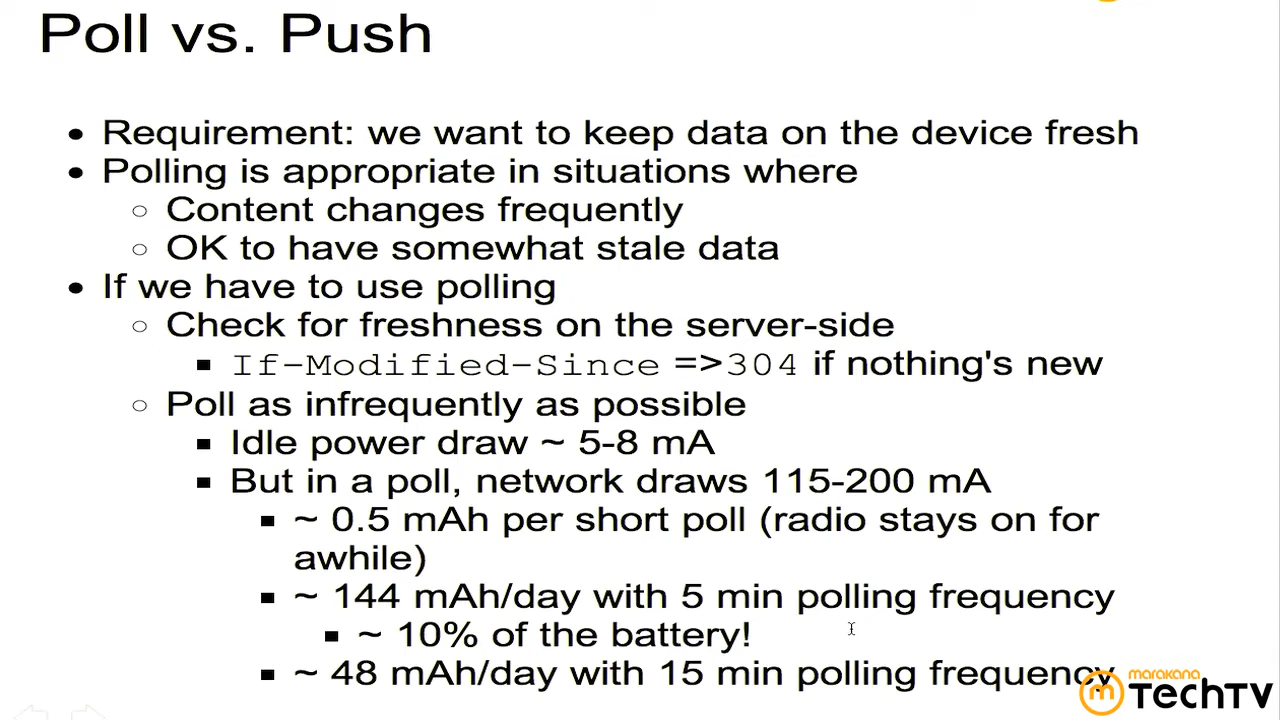 Poll vs. Push
• Requirement: we want to keep data on the device fresh
• Polling is appropriate in situations where
○ Content changes frequently
○ OK to have somewhat stale data
• If we have to use polling
○ Check for freshness on the server-side
■ If-Modified-Since =>304 if nothing's new
○ Poll as infrequently as possible
■ Idle power draw ~ 5-8 mA
■ But in a poll, network draws 115-200 mA
■ ~ 0.5 mAh per short poll (radio stays on for
awhile)
■ ~ 144 mAh/day with 5 min polling frequency
■ ~ 10% of the battery!
■ ~ 48 mAh/day with 15 min polling frequency
marakana
TechTV